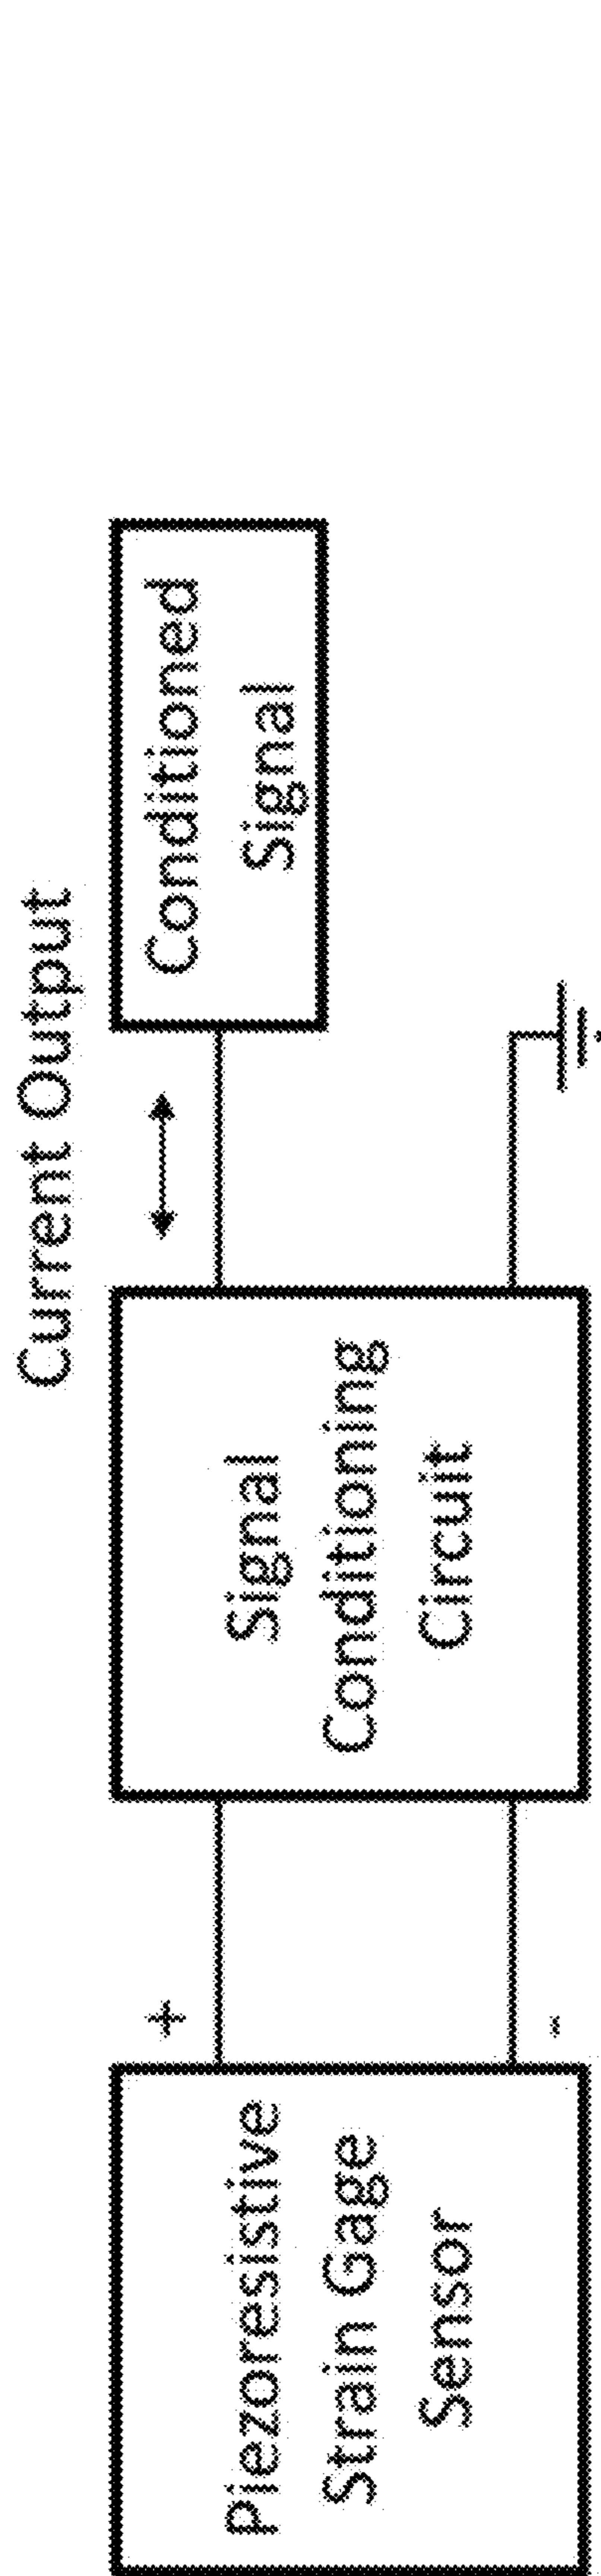 Current Output
Piezoresistive
Strain Gage
Sensor
+
-
Signal
Conditioning
Circuit
Conditioned
Signal